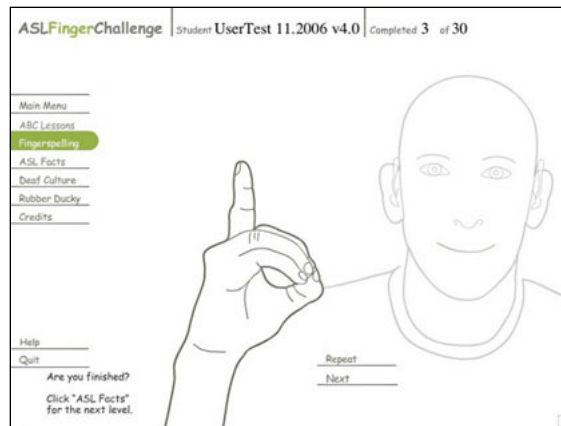 ASLFingerChallenge Student UserTest 11.2006 v4.0 Completed 3 of 30
Main Menu
ABC Lessons
Fingerspelling
ASL Facts
Deaf Culture
Rubber Ducky
Credits
Help
Quit
Are you finished?
Click "ASL Facts"
for the next level.
Repeat
Next